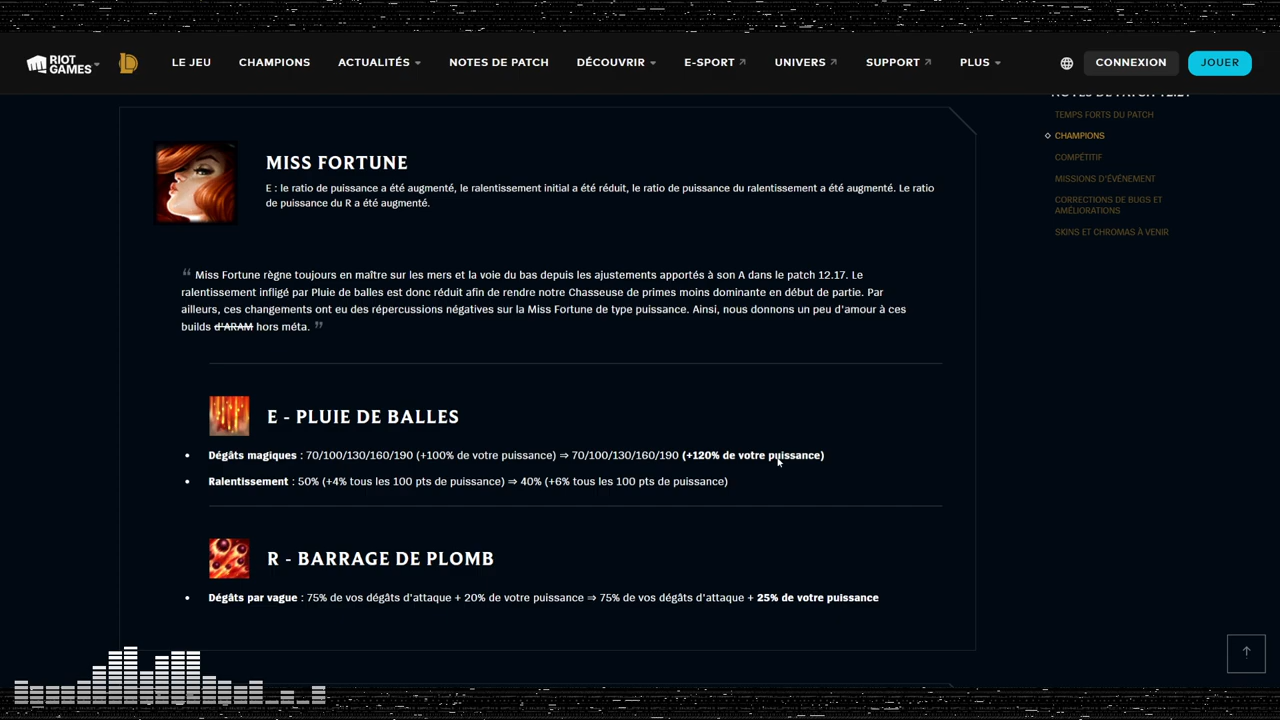 RIOT GAMES
LE JEU CHAMPIONS ACTUALITÉS NOTES DE PATCH DÉCOUVRIR E-SPORT UNIVERS SUPPORT PLUS CONNEXION JOUER
MISS FORTUNE
E : le ratio de puissance a été augmenté, le ralentissement initial a été réduit, le ratio de puissance du ralentissement a été augmenté. Le ratio
de puissance du R a été augmenté.
“ Miss Fortune règne toujours en maître sur les mers et la voie du bas depuis les ajustements apportés à son A dans le patch 12.17. Le
ralentissement infligé par Pluie de balles est donc réduit afin de rendre notre Chasseuse de primes moins dominante en début de partie. Par
ailleurs, ces changements ont eu des répercussions négatives sur la Miss Fortune de type puissance. Ainsi, nous donnons un peu d'amour à ces
builds d'ARAM hors méta. ”
E - PLUIE DE BALLES
• Dégâts magiques : 70/100/130/160/190 (+100% de votre puissance) ⇒ 70/100/130/160/190 (+120% de votre puissance)
• Ralentissement : 50% (+4% tous les 100 pts de puissance) ⇒ 40% (+6% tous les 100 pts de puissance)
R - BARRAGE DE PLOMB
• Dégâts par vague : 75% de vos dégâts d'attaque + 20% de votre puissance ⇒ 75% de vos dégâts d'attaque + 25% de votre puissance
NOTES DE PATCH
TEMPS FORTS DU PATCH
CHAMPIONS
COMPÉTITIF
MISSIONS D'ÉVÉNEMENT
CORRECTIONS DE BUGS ET
AMÉLIORATIONS
SKINS ET CHROMAS À VENIR